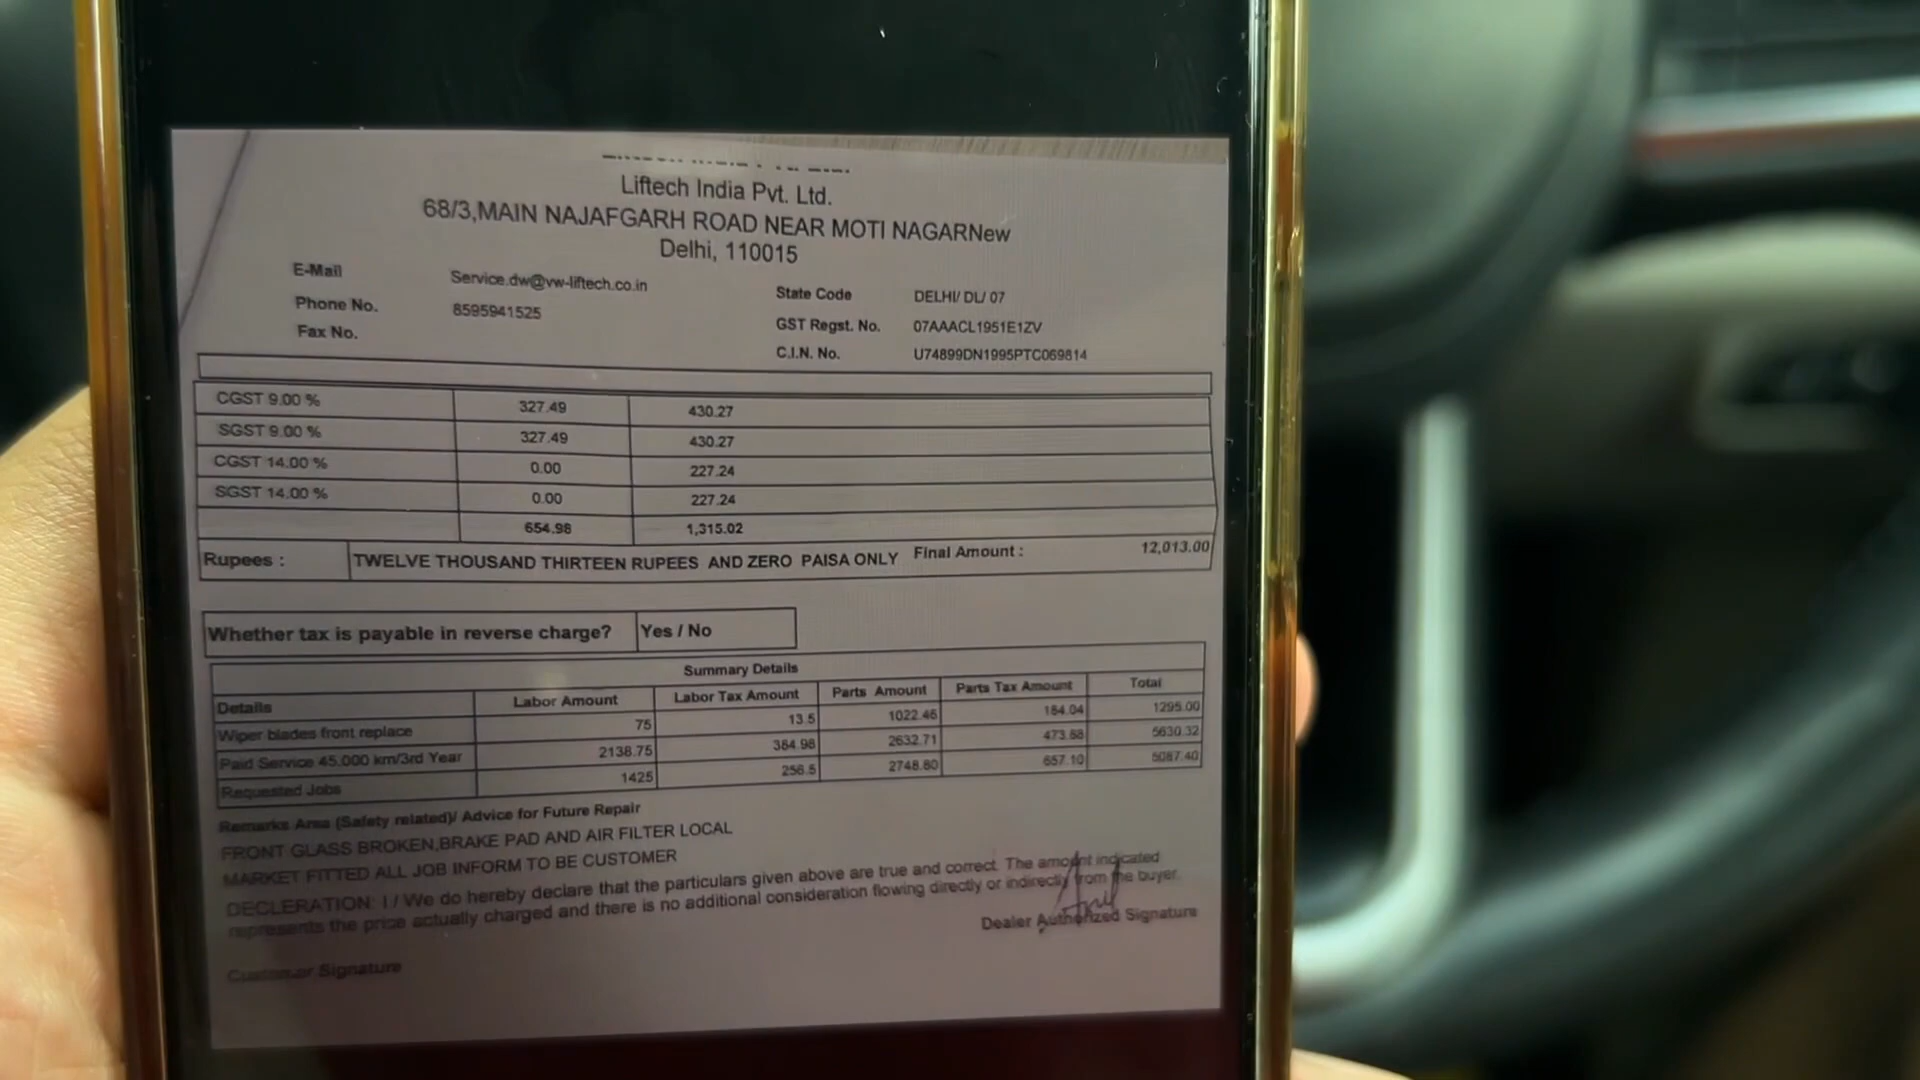 Liftech India Pvt. Ltd.
68/3,MAIN NAJAFGARH ROAD NEAR MOTI NAGARNew
Delhi, 110015
E-Mail Service.dw@vw-liftech.co.in
Phone No. 8595941525
Fax No.
State Code DELHI/ DL/ 07
GST Regst. No. 07AAACL1951E1ZV
C.I.N. No. U74899DN1995PTC069814
CGST 9.00 % 327.49 430.27
SGST 9.00 % 327.49 430.27
CGST 14.00 % 0.00 227.24
SGST 14.00 % 0.00 227.24
654.98 1,315.02
Rupees : TWELVE THOUSAND THIRTEEN RUPEES AND ZERO PAISA ONLY Final Amount : 12,013.00
Whether tax is payable in reverse charge? Yes / No
Summary Details
Details Labor Amount Labor Tax Amount Parts Amount Parts Tax Amount Total
Wiper blades front replace 75 13.5 1022.46 184.04 1295.00
Paid Service 45.000 km/3rd Year 2138.75 384.98 2632.71 473.88 5630.32
Requested Jobs 1425 256.5 2748.80 657.10 5087.40
Remarks Area (Safety related)/ Advice for Future Repair
FRONT GLASS BROKEN,BRAKE PAD AND AIR FILTER LOCAL
MARKET FITTED ALL JOB INFORM TO BE CUSTOMER
DECLERATION: I / We do hereby declare that the particulars given above are true and correct. The amount indicated
represents the price actually charged and there is no additional consideration flowing directly or indirectly from the buyer.
Dealer Authorized Signature
Customer Signature